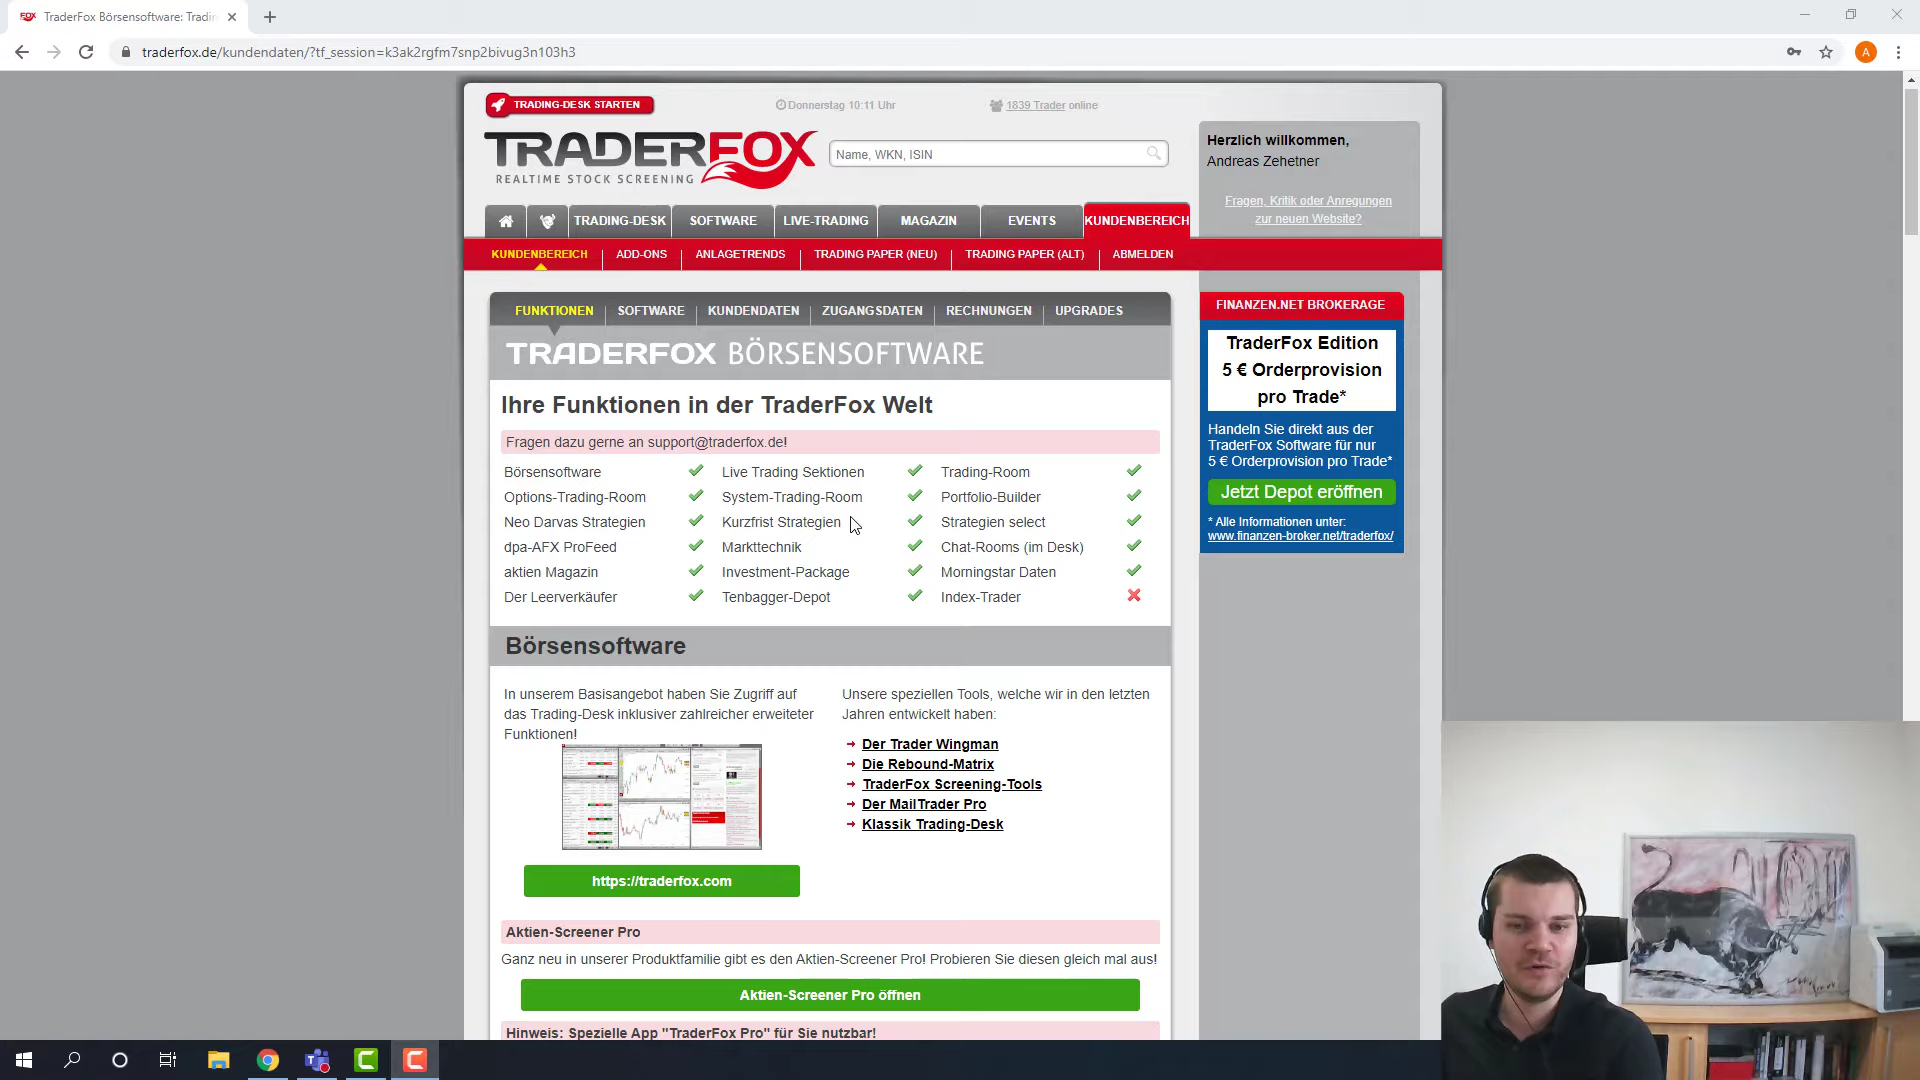 TraderFox Börsensoftware: Tradin
traderfox.de/kundendaten/?tf_session=k3ak2rgfm7snp2bivug3n103h3
A
TRADING-DESK STARTEN
Donnerstag 10:11 Uhr
1839 Trader online
TRADERFOX
REALTIME STOCK SCREENING
Name, WKN, ISIN
Herzlich willkommen,
Andreas Zehetner
Fragen, Kritik oder Anregungen
zur neuen Website?
TRADING-DESK SOFTWARE LIVE-TRADING MAGAZIN EVENTS KUNDENBEREICH
KUNDENBEREICH ADD-ONS ANLAGETRENDS TRADING PAPER (NEU) TRADING PAPER (ALT) ABMELDEN
FUNKTIONEN SOFTWARE KUNDENDATEN ZUGANGSDATEN RECHNUNGEN UPGRADES
TRADERFOX BÖRSENSOFTWARE
Ihre Funktionen in der TraderFox Welt
Fragen dazu gerne an support@traderfox.de!
Börsensoftware Live Trading Sektionen Trading-Room
Options-Trading-Room System-Trading-Room Portfolio-Builder
Neo Darvas Strategien Kurzfrist Strategien Strategien select
dpa-AFX ProFeed Markttechnik Chat-Rooms (im Desk)
aktien Magazin Investment-Package Morningstar Daten
Der Leerverkäufer Tenbagger-Depot Index-Trader
FINANZEN.NET BROKERAGE
TraderFox Edition
5 € Orderprovision
pro Trade*
Handeln Sie direkt aus der
TraderFox Software für nur
5 € Orderprovision pro Trade*
Jetzt Depot eröffnen
* Alle Informationen unter:
www.finanzen-broker.net/traderfox/
Börsensoftware
In unserem Basisangebot haben Sie Zugriff auf
das Trading-Desk inklusiver zahlreicher erweiteter
Funktionen!
https://traderfox.com
Unsere speziellen Tools, welche wir in den letzten
Jahren entwickelt haben:
Der Trader Wingman
Die Rebound-Matrix
TraderFox Screening-Tools
Der MailTrader Pro
Klassik Trading-Desk
Aktien-Screener Pro
Ganz neu in unserer Produktfamilie gibt es den Aktien-Screener Pro! Probieren Sie diesen gleich mal aus!
Aktien-Screener Pro öffnen
Hinweis: Spezielle App "TraderFox Pro" für Sie nutzbar!